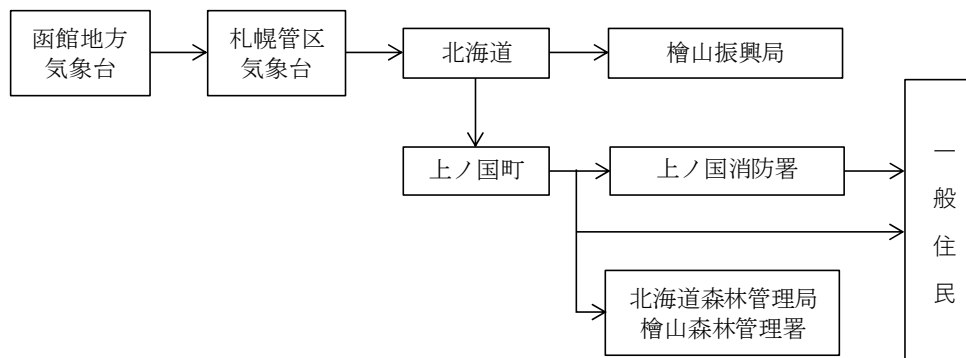 函館地方
気象台
札幌管区
気象台
北海道
檜山振興局
上ノ国町
上ノ国消防署
一般住民
北海道森林管理局
檜山森林管理署